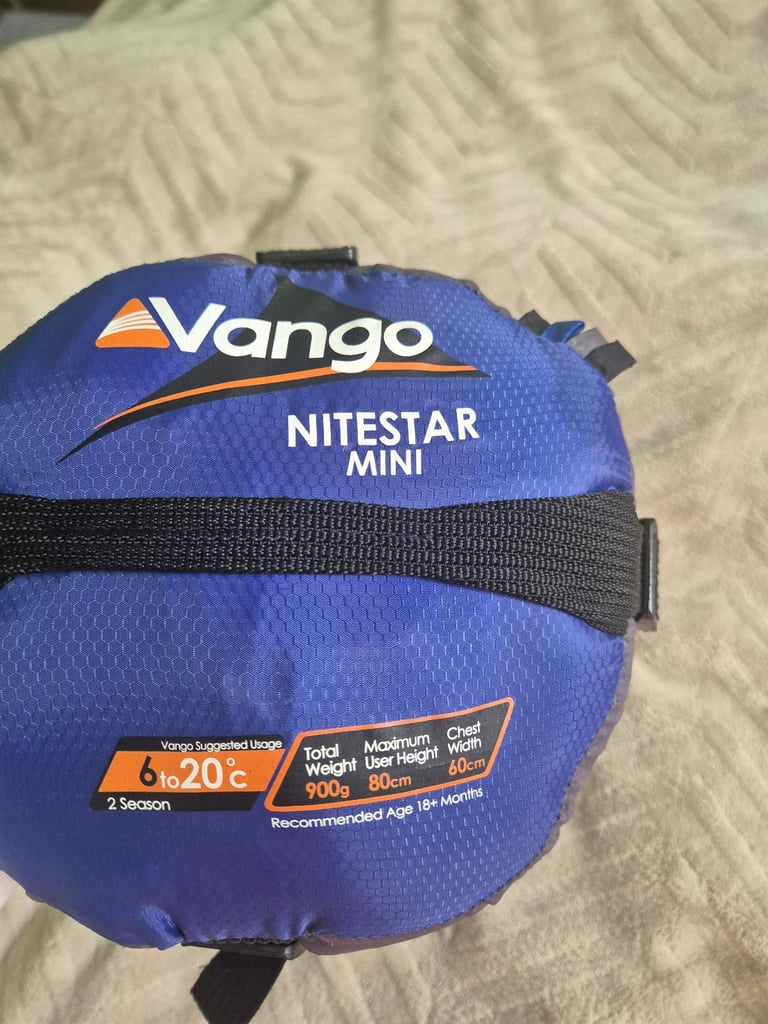 Vango
NITESTAR
MINI
Vango Suggested Usage
6 to 20°c
2 Season
Total Weight
900g
Maximum User Height
80cm
Chest Width
60cm
Recommended Age 18+ Months